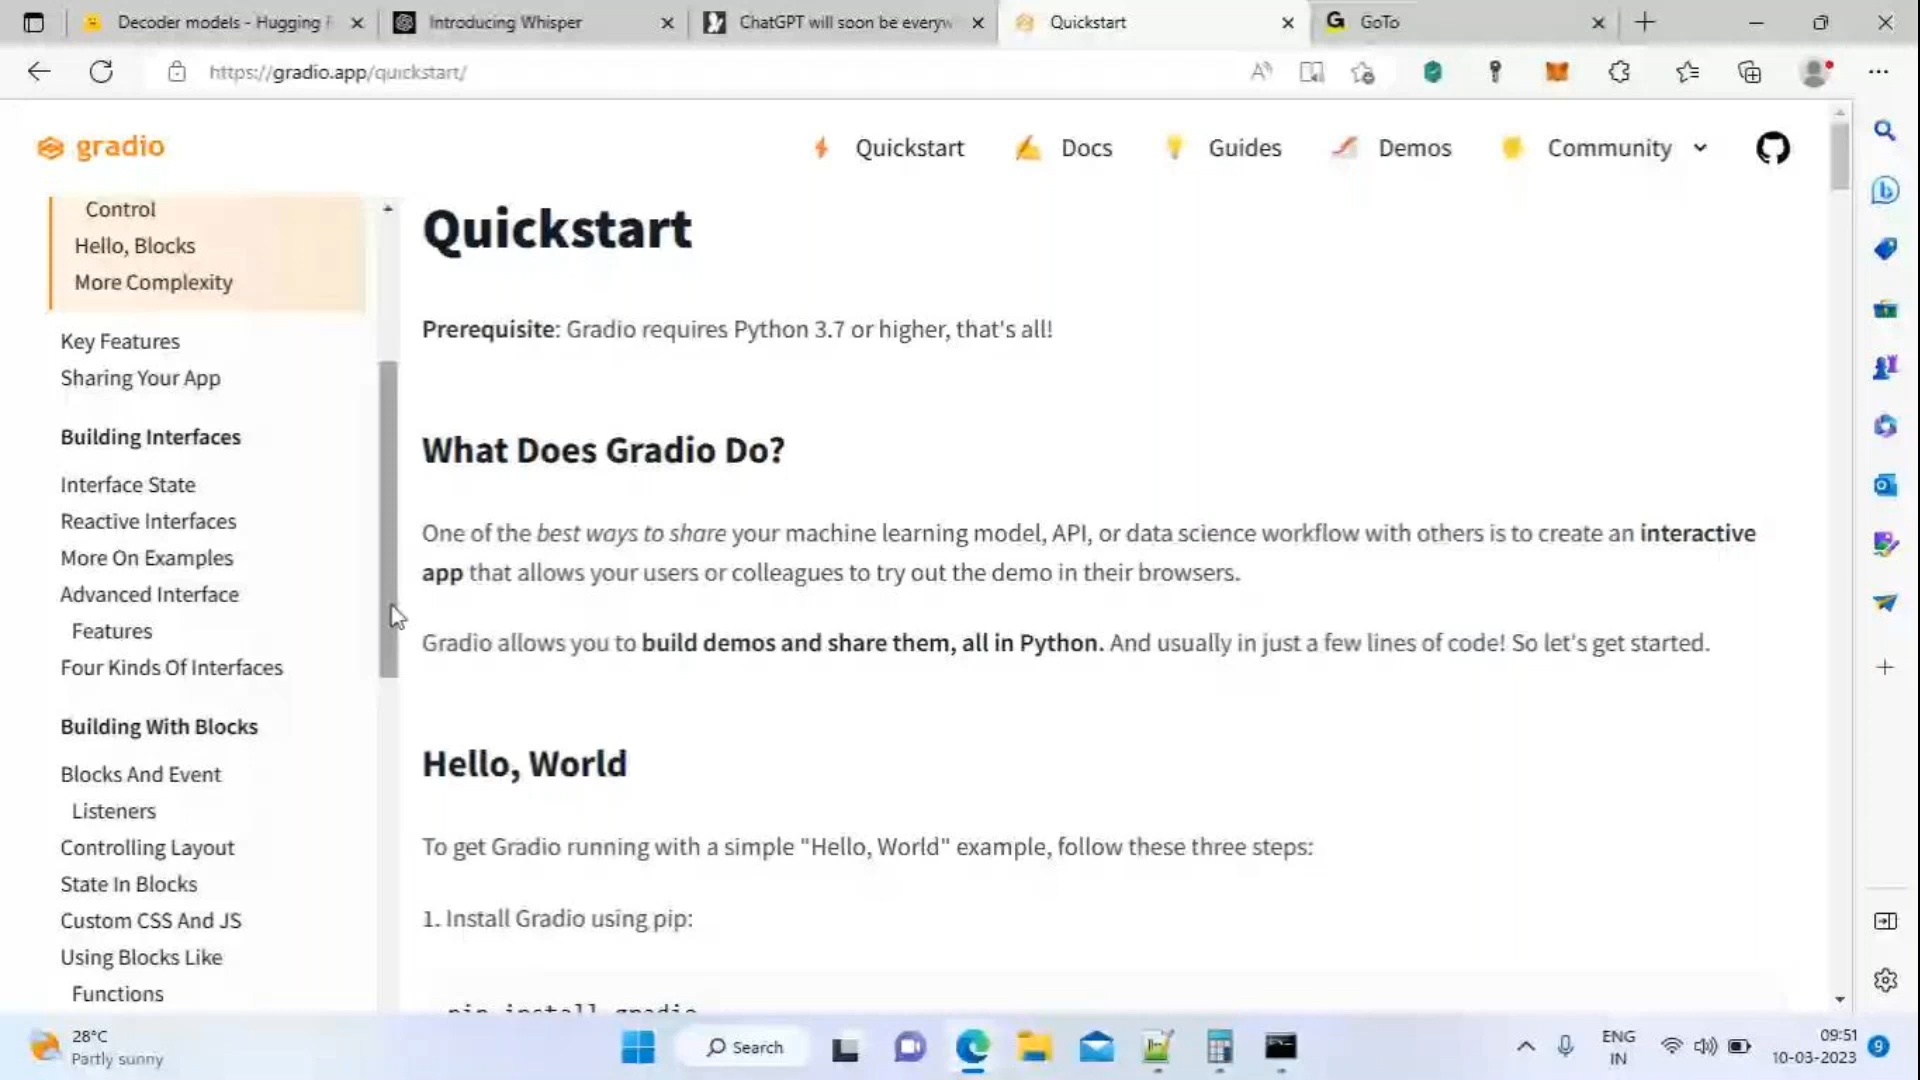 Decoder models - Hugging F
Introducing Whisper
ChatGPT will soon be everyw
Quickstart
GoTo
https://gradio.app/quickstart/
gradio
Quickstart
Docs
Guides
Demos
Community
Control
Hello, Blocks
More Complexity
Key Features
Sharing Your App
Building Interfaces
Interface State
Reactive Interfaces
More On Examples
Advanced Interface
Features
Four Kinds Of Interfaces
Building With Blocks
Blocks And Event
Listeners
Controlling Layout
State In Blocks
Custom CSS And JS
Using Blocks Like
Functions
Quickstart
Prerequisite: Gradio requires Python 3.7 or higher, that's all!
What Does Gradio Do?
One of the best ways to share your machine learning model, API, or data science workflow with others is to create an interactive
app that allows your users or colleagues to try out the demo in their browsers.
Gradio allows you to build demos and share them, all in Python. And usually in just a few lines of code! So let's get started.
Hello, World
To get Gradio running with a simple "Hello, World" example, follow these three steps:
1. Install Gradio using pip:
pip install gradio
28°C
Partly sunny
Search
ENG
IN
09:51
10-03-2023
9